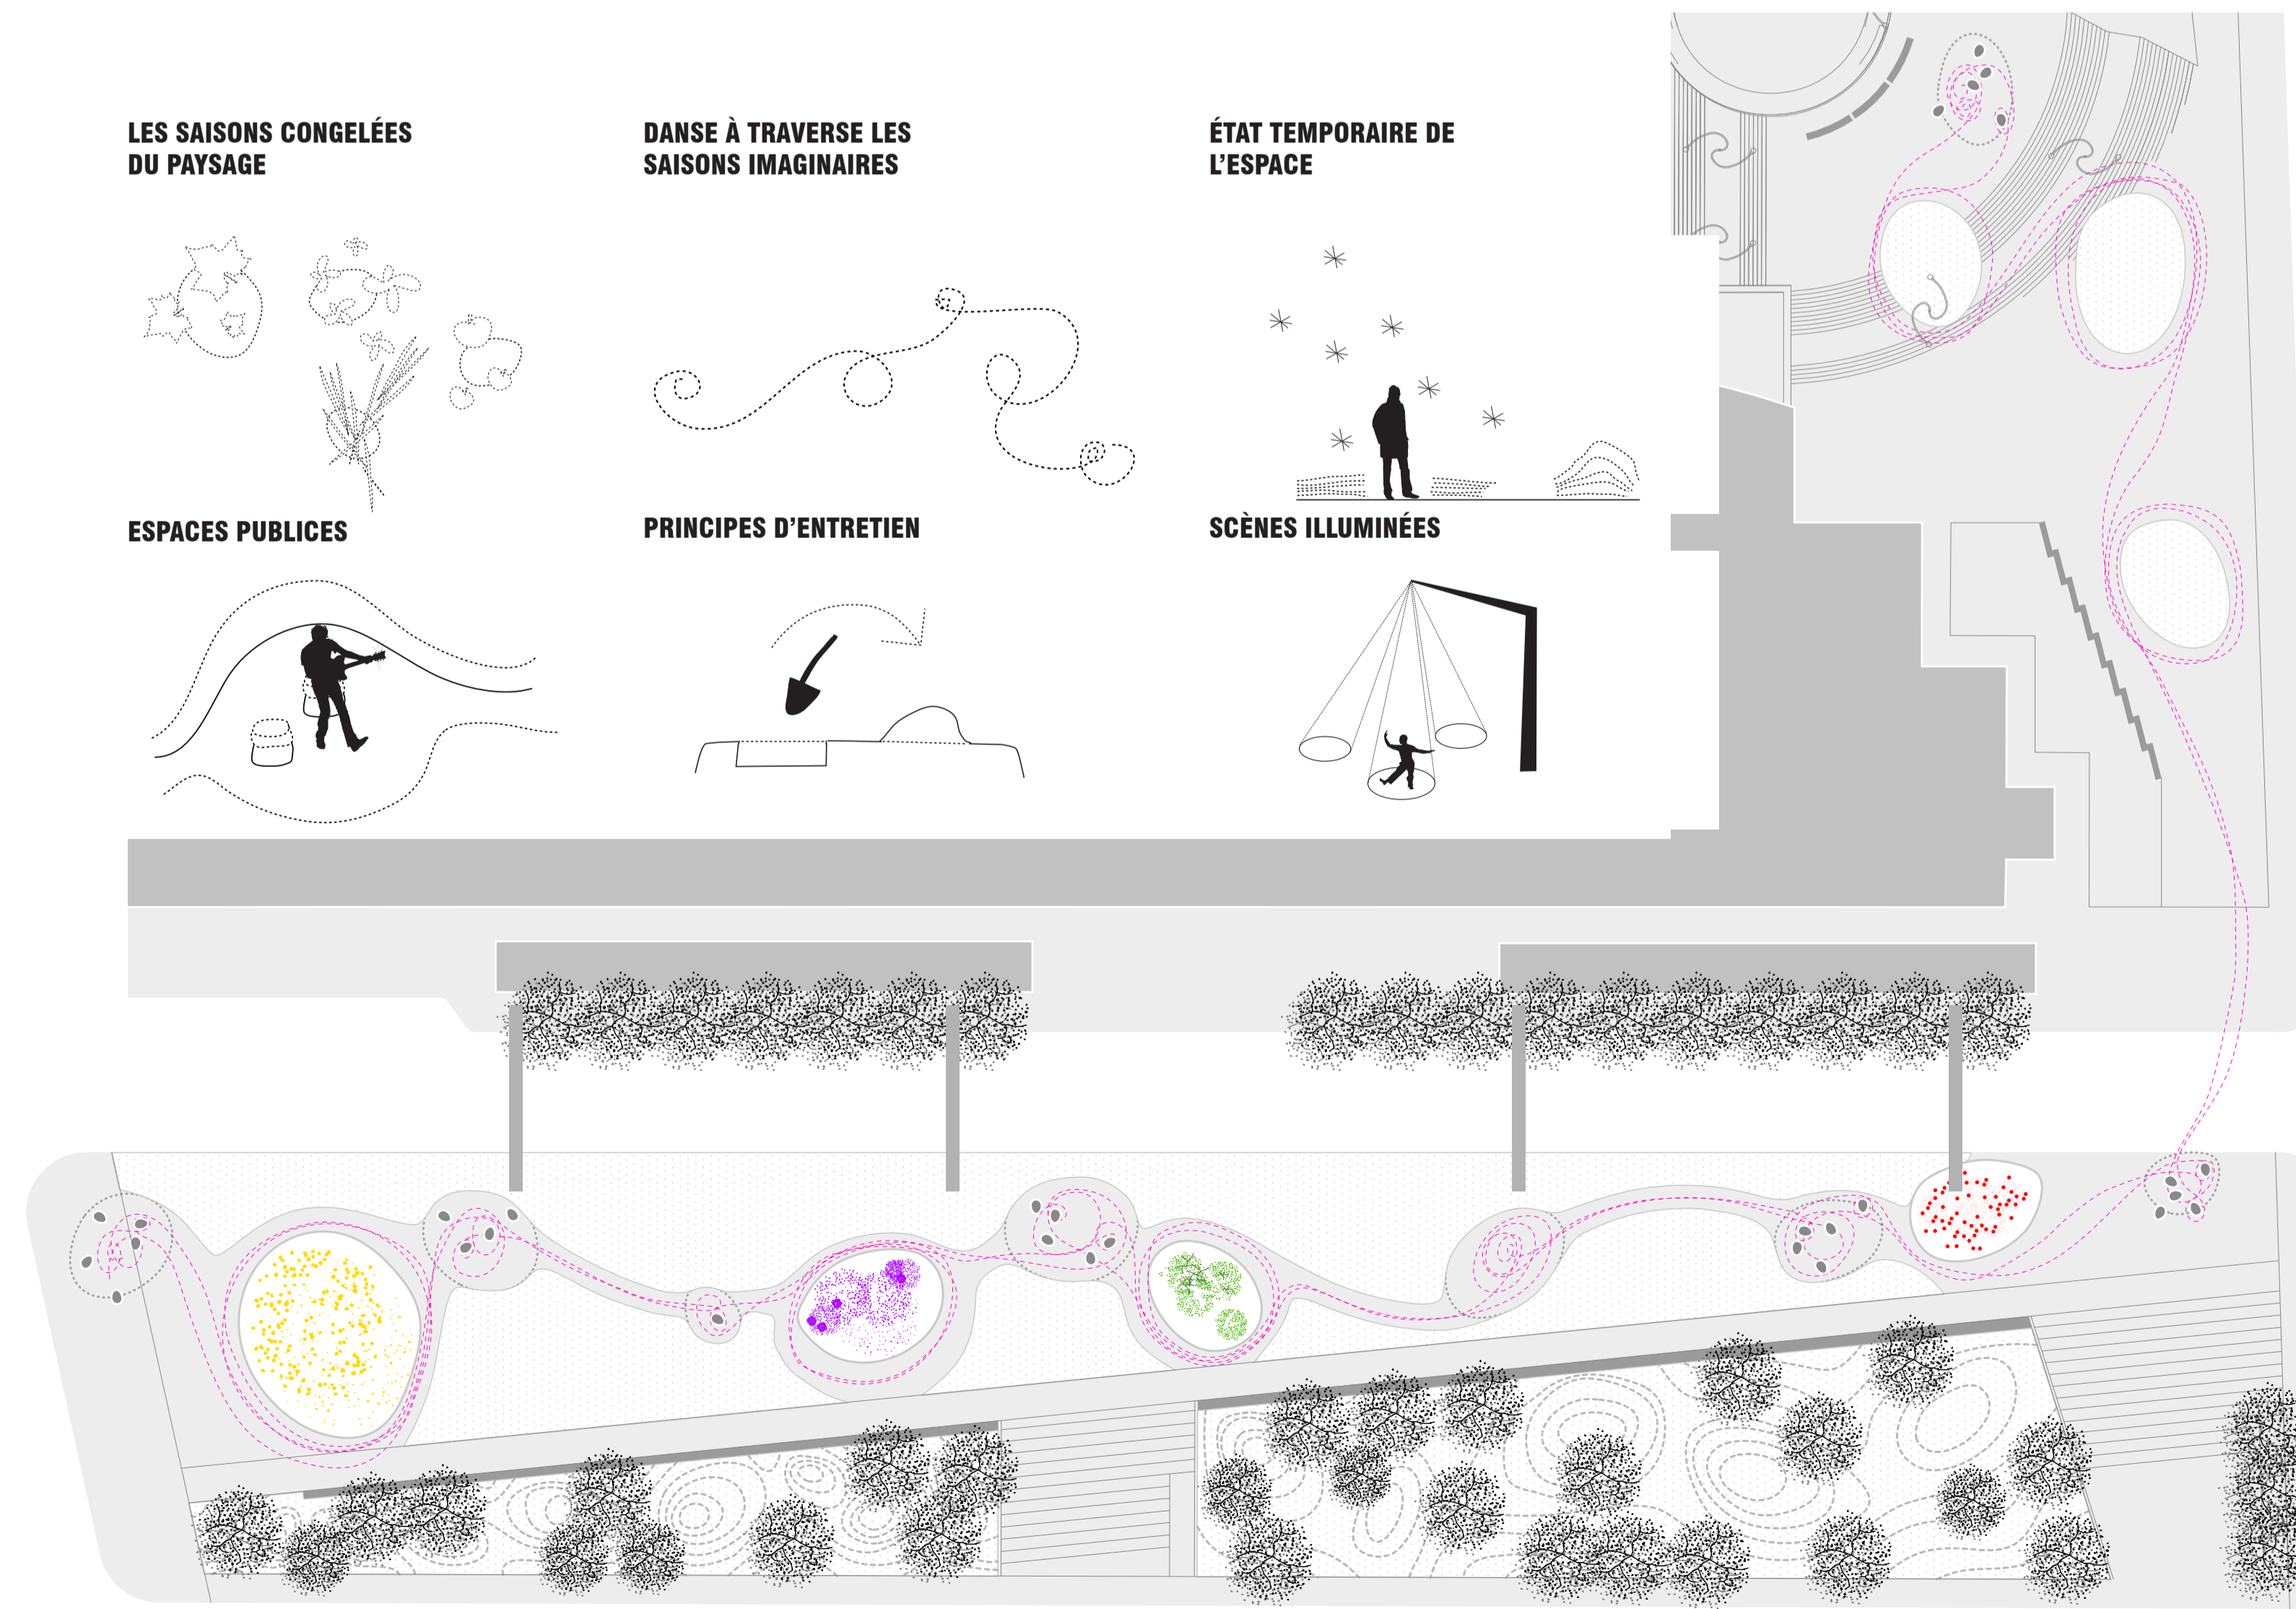 LES SAISONS CONGELÉES
DU PAYSAGE
DANSE À TRAVERSE LES
SAISONS IMAGINAIRES
ÉTAT TEMPORAIRE DE
L'ESPACE
ESPACES PUBLICES
PRINCIPES D'ENTRETIEN
SCÈNES ILLUMINÉES